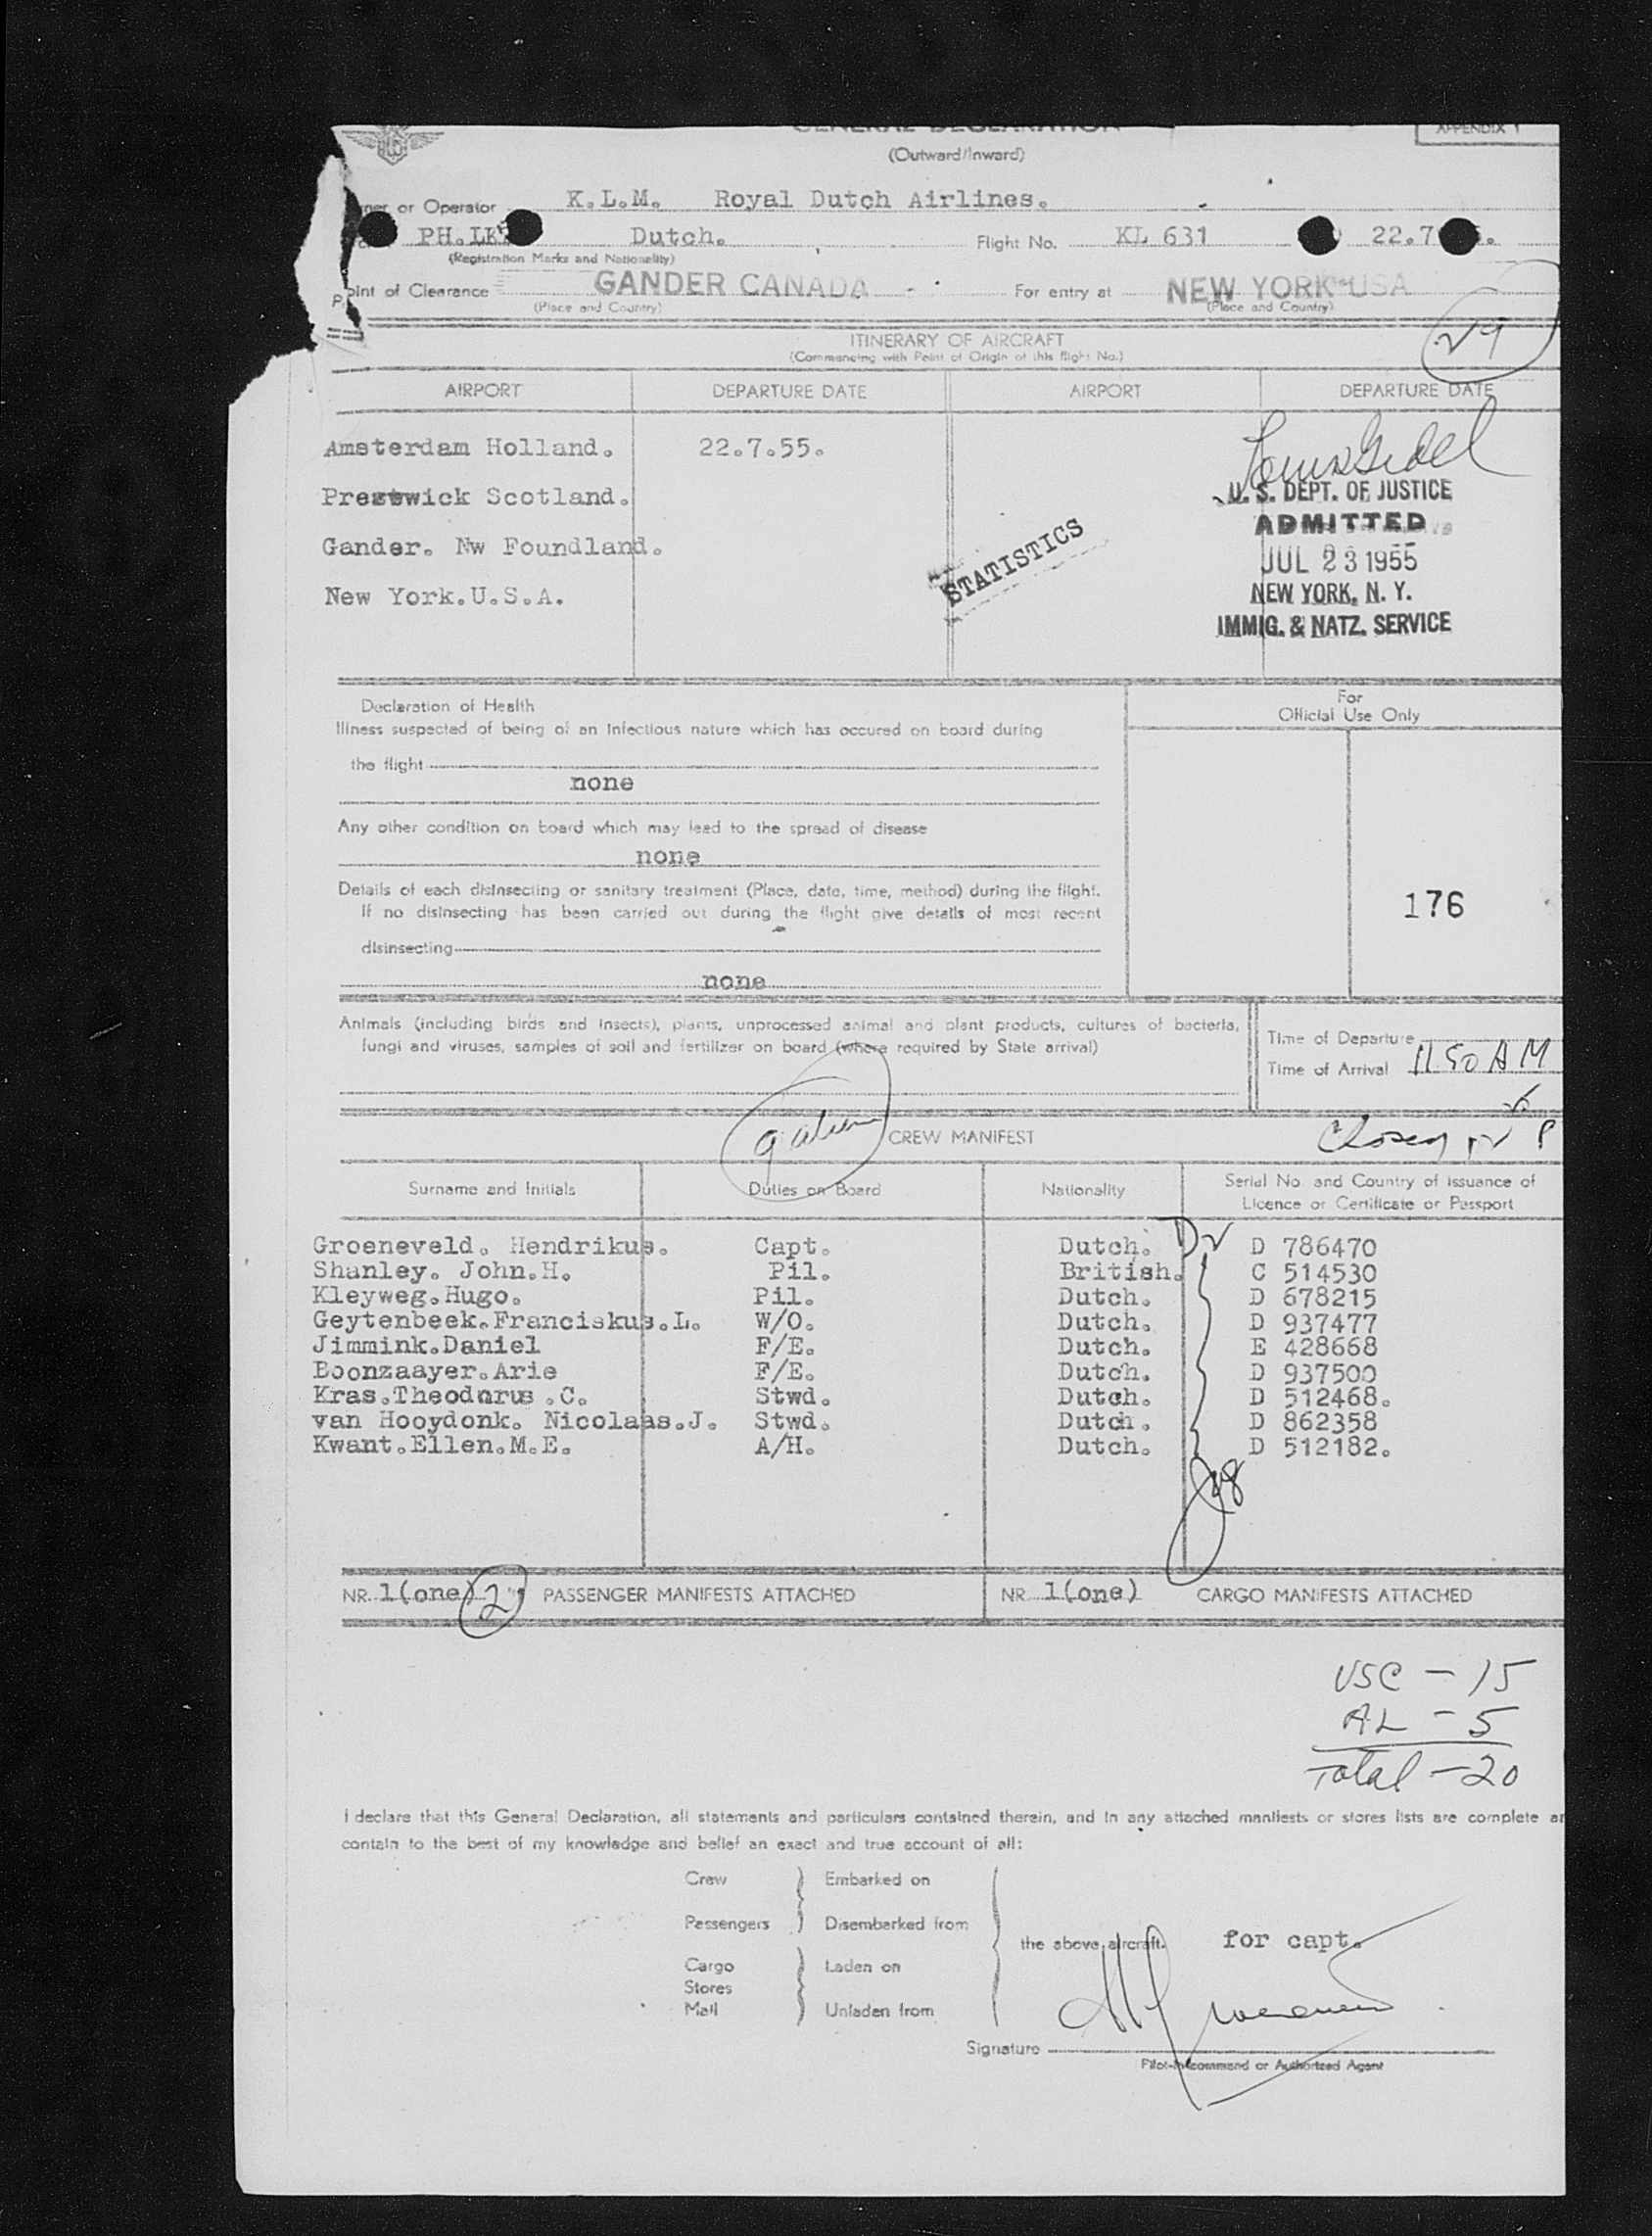 APPENDIX 1
(Outward/Inward)
or Operator K.L.M. Royal Dutch Airlines.
PH. Dutch. Flight No. KL 631 22.7
(Registration Marks and Nationality)
Point of Clearance GANDER CANADA For entry at NEW YORK USA
(Place and Country) (Place and Country)
ITINERARY OF AIRCRAFT
(Commencing with Point of Origin of this flight No.)
AIRPORT DEPARTURE DATE AIRPORT DEPARTURE DATE
Amsterdam Holland. 22.7.55.
Prestwick Scotland.
Gander. Nw Foundland.
New York.U.S.A.
STATISTICS
U. S. DEPT. OF JUSTICE
ADMITTED
JUL 23 1955
NEW YORK, N. Y.
IMMIG. & NATZ. SERVICE
Declaration of Health
Illness suspected of being of an infectious nature which has occured on board during
the flight
none
Any other condition on board which may lead to the spread of disease
none
Details of each disinsecting or sanitary treatment (Place, date, time, method) during the flight.
If no disinsecting has been carried out during the flight give details of most recent
disinsecting
none
For
Official Use Only
176
Animals (including birds and insects), plants, unprocessed animal and plant products, cultures of bacteria,
fungi and viruses, samples of soil and fertilizer on board (where required by State arrival)
Time of Departure
Time of Arrival 11 50 AM
CREW MANIFEST
Surname and Initials Duties on Board Nationality Serial No. and Country of issuance of
Licence or Certificate or Passport
Groeneveld. Hendrikus. Capt. Dutch. D 786470
Shanley. John.H. Pil. British. C 514530
Kleyweg.Hugo. Pil. Dutch. D 678215
Geytenbeek.Franciskus.L. W/O. Dutch. D 937477
Jimmink.Daniel F/E. Dutch. E 428668
Boonzaayer.Arie F/E. Dutch. D 937500
Kras.Theodorus .C. Stwd. Dutch. D 512468.
van Hooydonk. Nicolaas.J. Stwd. Dutch. D 862358
Kwant.Ellen.M.E. A/H. Dutch. D 512182.
NR. 1(one) 2 PASSENGER MANIFESTS ATTACHED NR. 1(one) CARGO MANIFESTS ATTACHED
USC - 15
AL - 5
Total - 20
I declare that this General Declaration, all statements and particulars contained therein, and in any attached manifests or stores lists are complete
contain to the best of my knowledge and belief an exact and true account of all:
Crew Embarked on
Passengers Disembarked from
the above aircraft. for capt.
Cargo Laden on
Stores
Mail Unladen from
Signature
Pilot-in-command or Authorized Agent